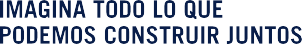 IMAGINA TODO LO QUE
PODEMOS CONSTRUIR JUNTOS